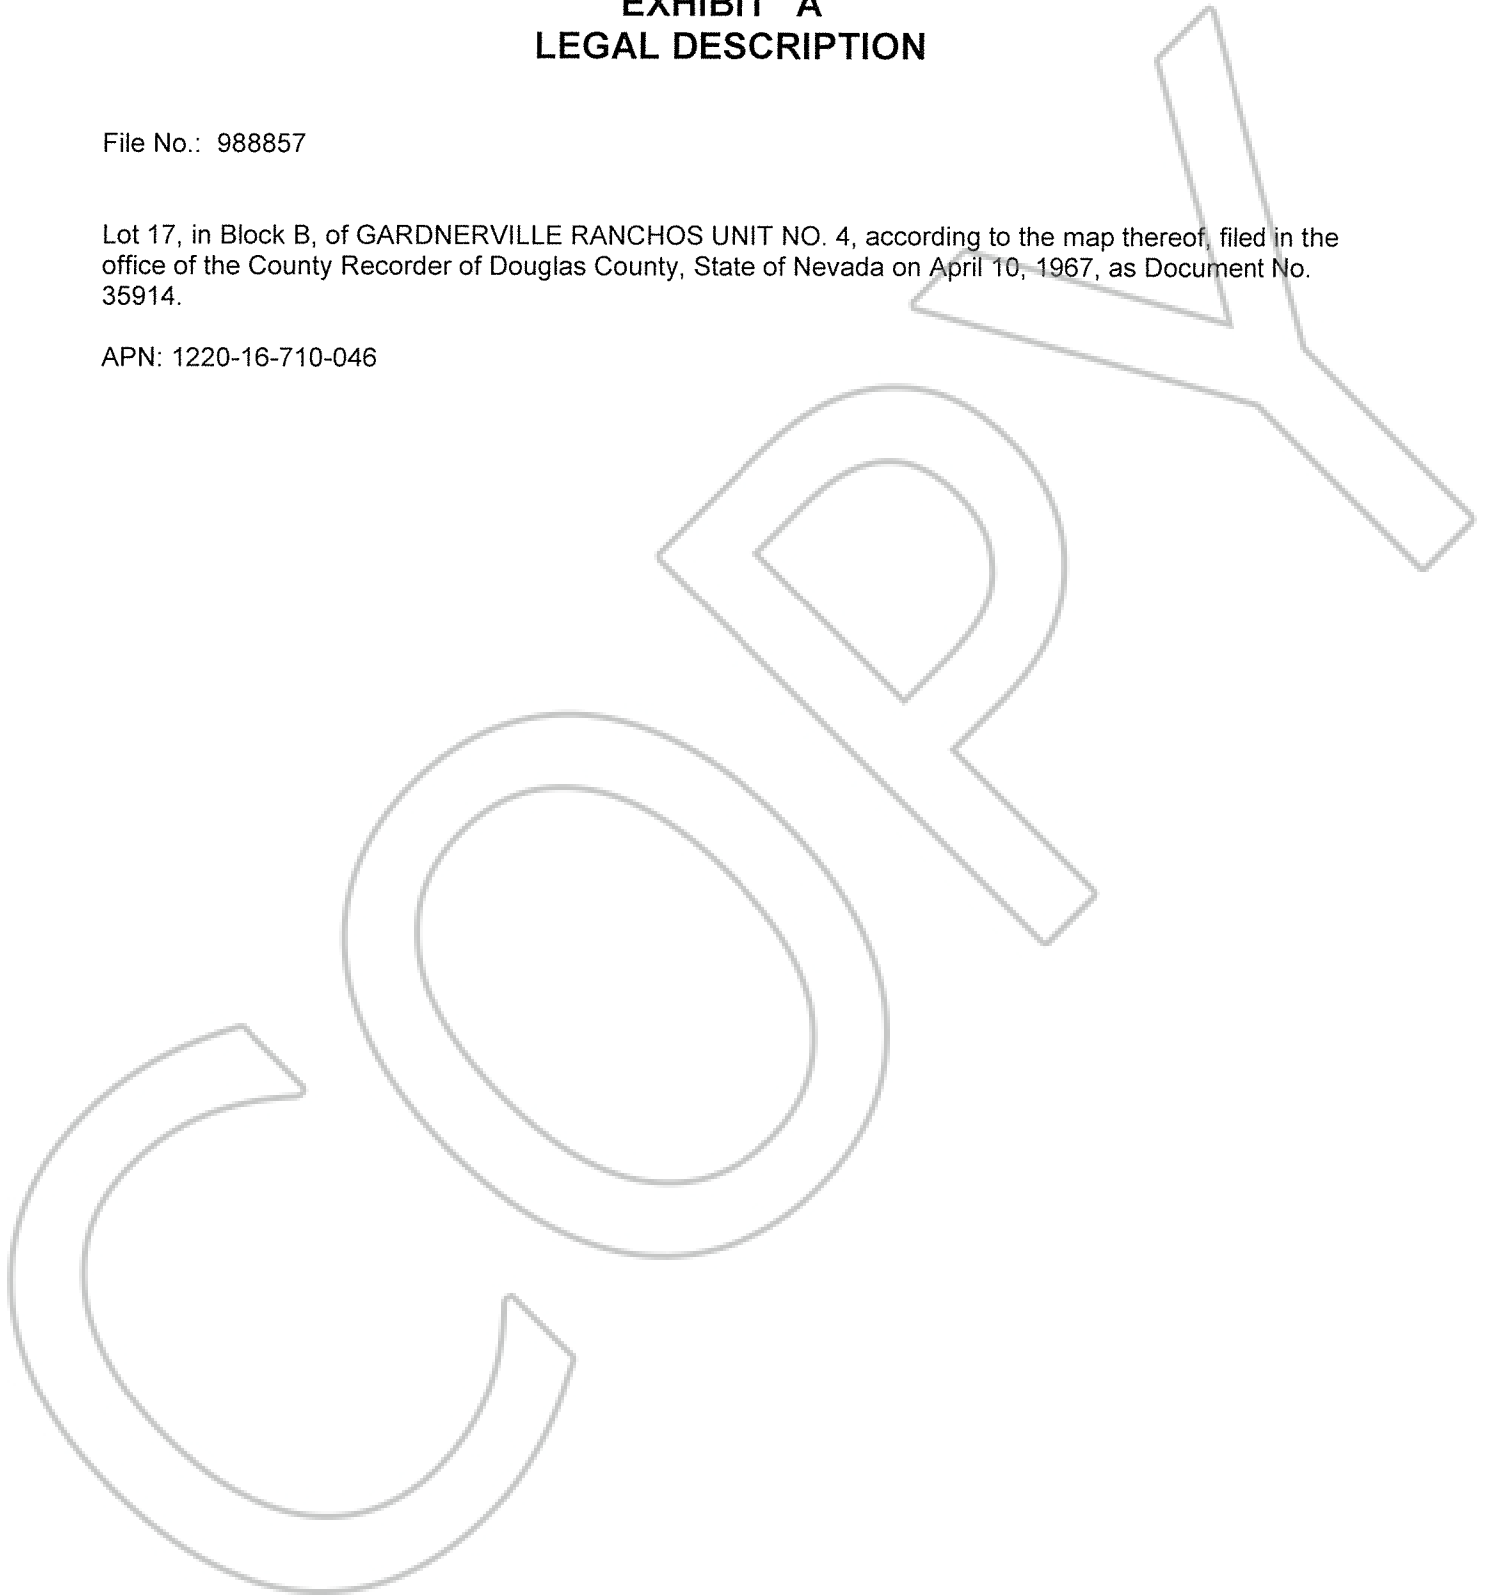 EXHIBIT A
LEGAL DESCRIPTION
File No.: 988857
Lot 17, in Block B, of GARDNERVILLE RANCHOS UNIT NO. 4, according to the map thereof, filed in the
office of the County Recorder of Douglas County, State of Nevada on April 10, 1967, as Document No.
35914.
APN: 1220-16-710-046
COPY